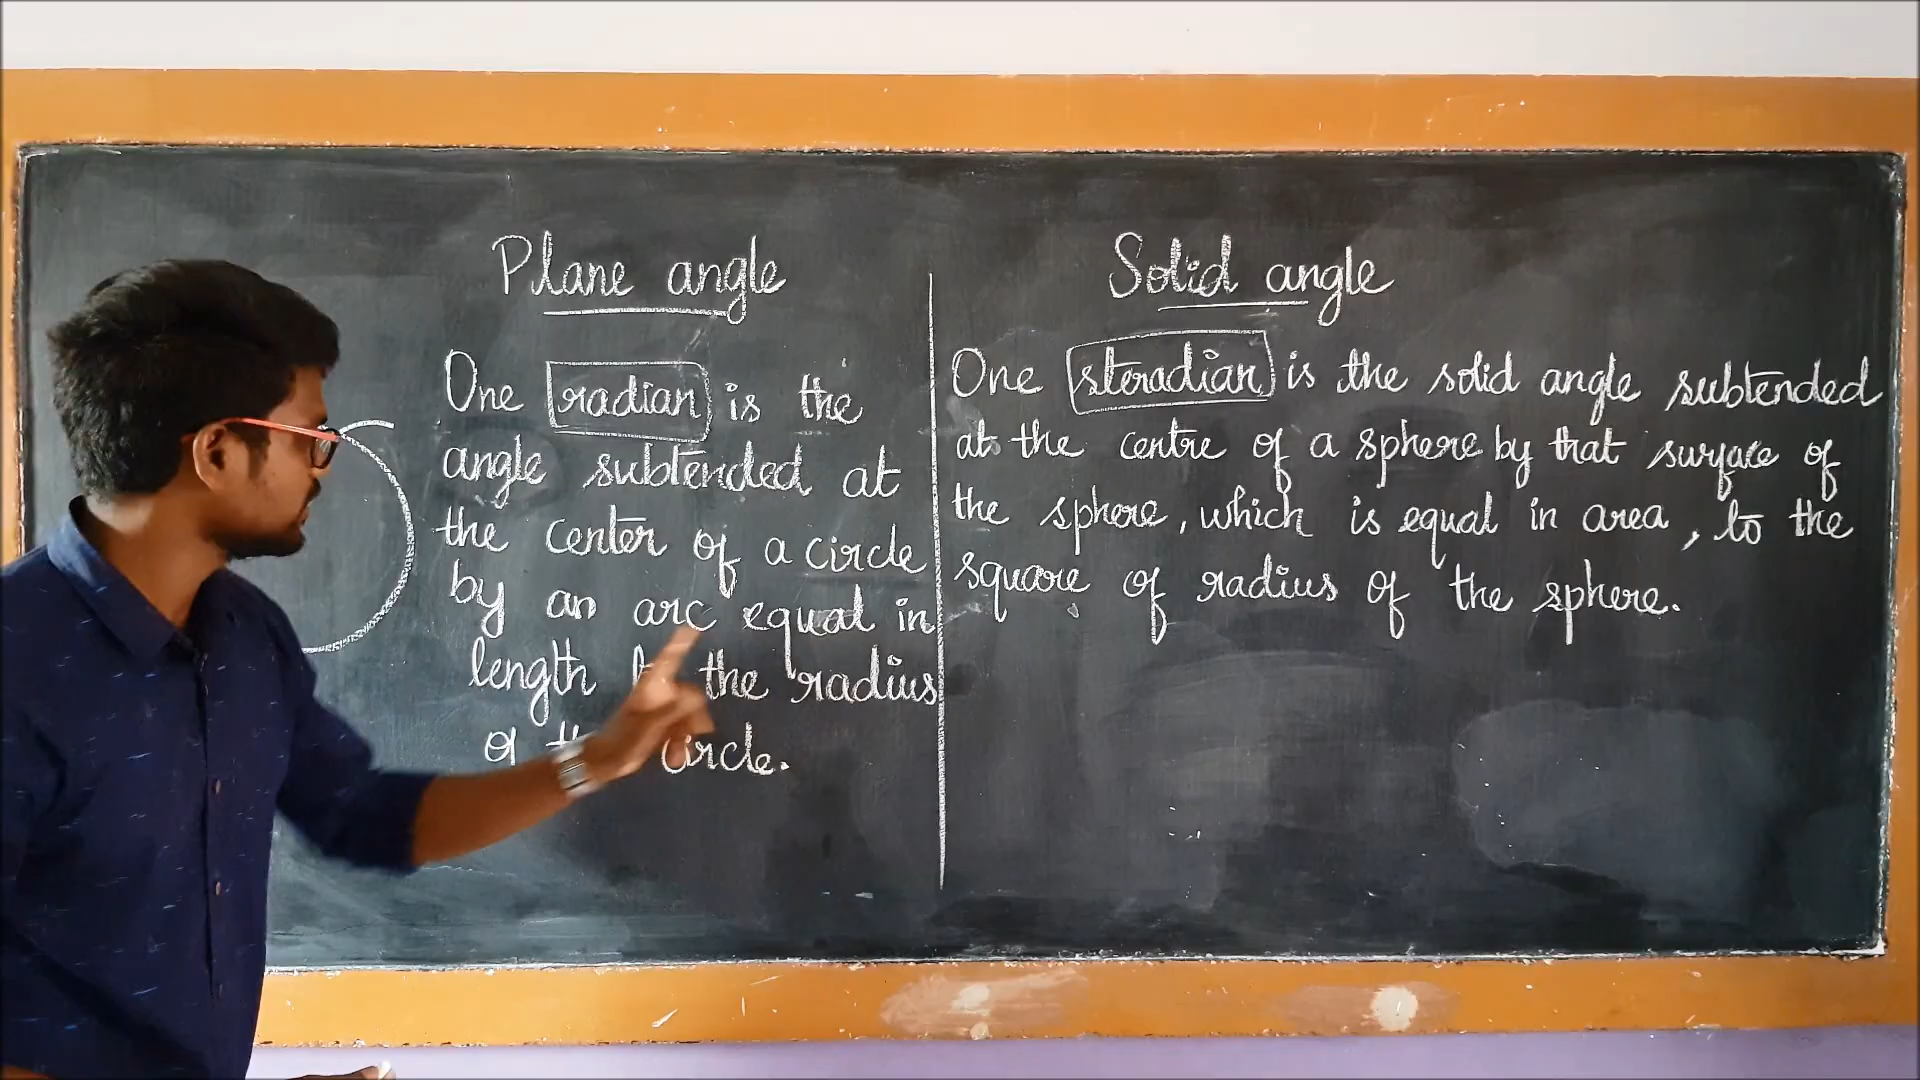 Plane angle
One radian is the
angle subtended at
the center of a circle
by an arc equal in
length the radius
circle.
Solid angle
One steradian is the solid angle subtended
at the centre of a sphere by that surface of
the sphere, which is equal in area, to the
square of radius of the sphere.